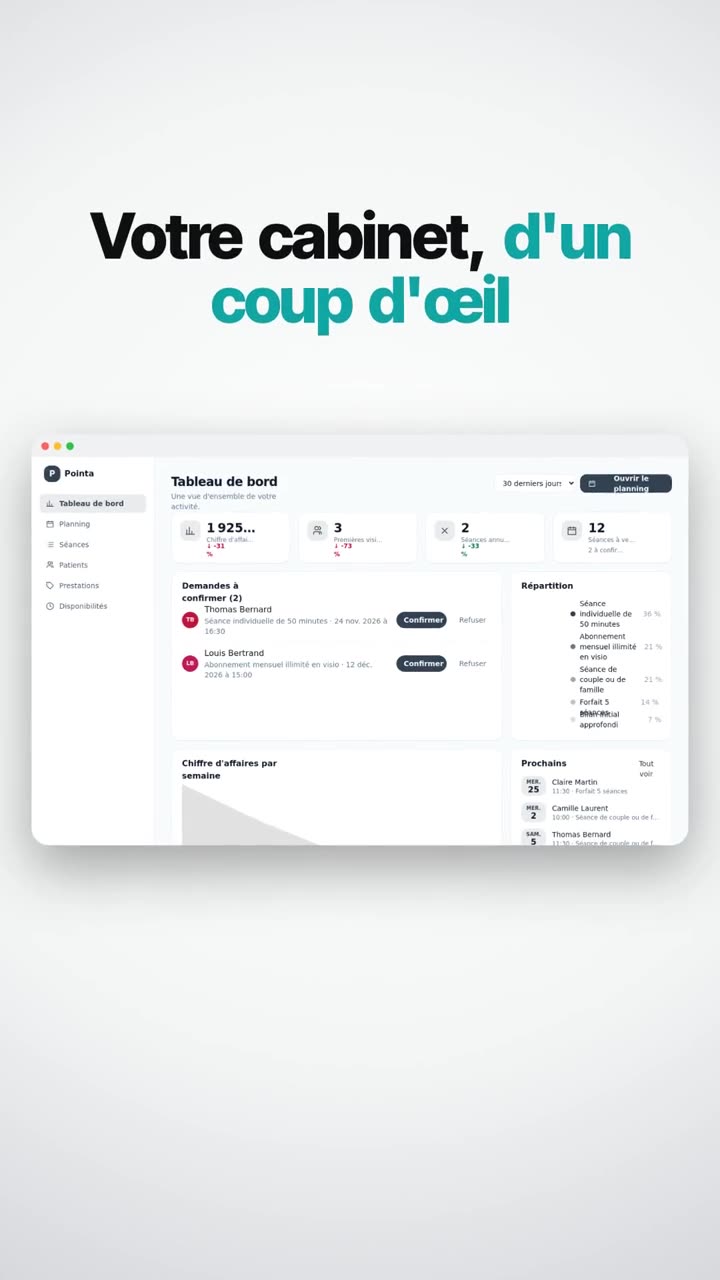 Votre cabinet, d'un
coup d'œil
P Pointa
Tableau de bord
Planning
Séances
Patients
Prestations
Disponibilités
Tableau de bord
Une vue d'ensemble de votre
activité.
30 derniers jours
Ouvrir le
planning
1 925...
Chiffre d'affai...
↓ -31
%
3
Premières visi...
↓ -73
%
2
Séances annu...
↓ -33
%
12
Séances à ve...
2 à confir...
Demandes à
confirmer (2)
TB
Thomas Bernard
Séance individuelle de 50 minutes · 24 nov. 2026 à
16:30
Confirmer
Refuser
LB
Louis Bertrand
Abonnement mensuel illimité en visio · 12 déc.
2026 à 15:00
Confirmer
Refuser
Répartition
Séance
individuelle de
50 minutes
36 %
Abonnement
mensuel illimité
en visio
21 %
Séance de
couple ou de
famille
21 %
Forfait 5
séances
14 %
Bilan initial
approfondi
7 %
Chiffre d'affaires par
semaine
Prochains
Tout
voir
MER.
25
Claire Martin
11:30 · Forfait 5 séances
MER.
2
Camille Laurent
10:00 · Séance de couple ou de f...
SAM.
5
Thomas Bernard
11:30 · Séance de couple ou de f...